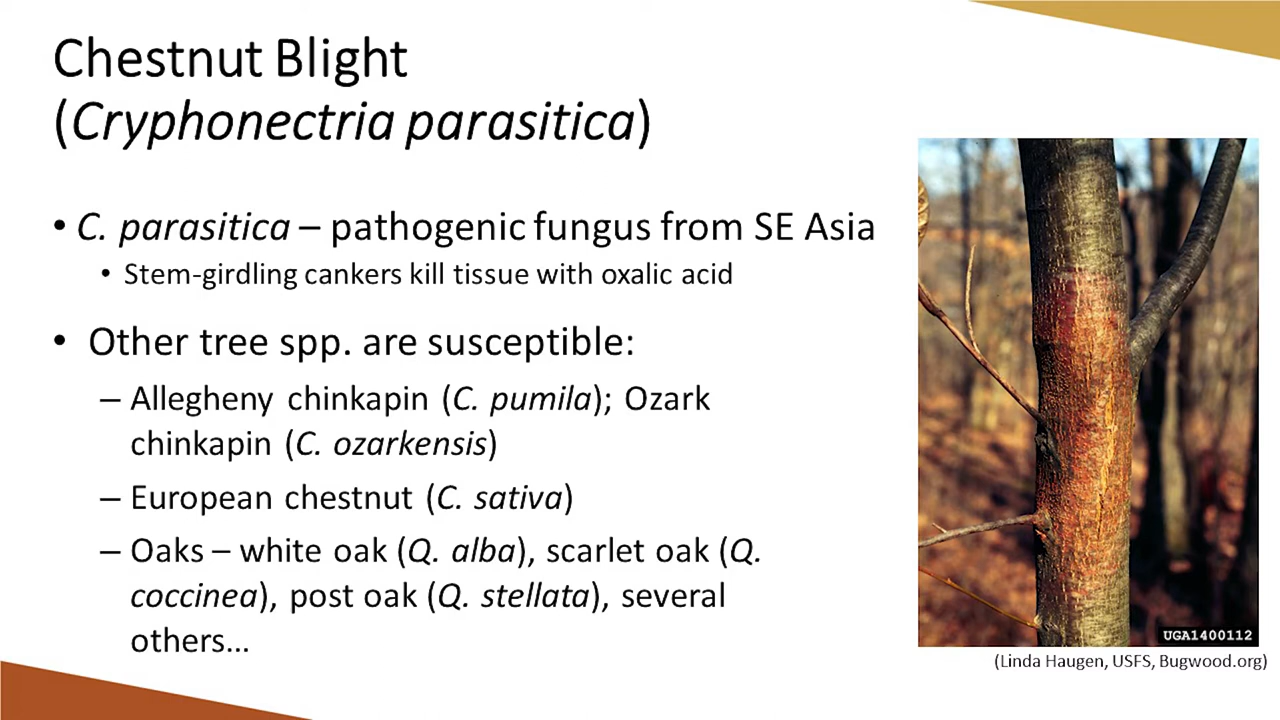 Chestnut Blight
(Cryphonectria parasitica)
• C. parasitica – pathogenic fungus from SE Asia
• Stem-girdling cankers kill tissue with oxalic acid
• Other tree spp. are susceptible:
– Allegheny chinkapin (C. pumila); Ozark
chinkapin (C. ozarkensis)
– European chestnut (C. sativa)
– Oaks – white oak (Q. alba), scarlet oak (Q.
coccinea), post oak (Q. stellata), several
others…
UGA1400112
(Linda Haugen, USFS, Bugwood.org)